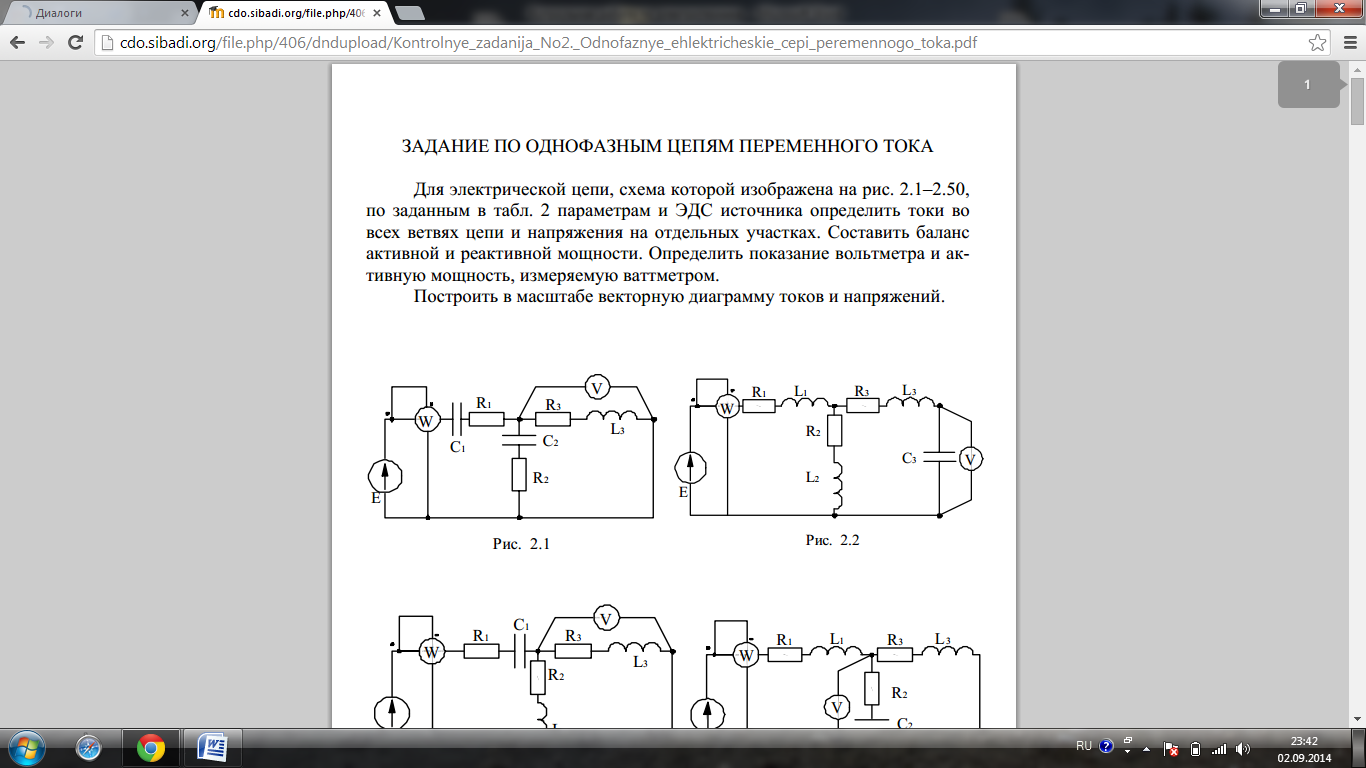 Диалоги
cdo.sibadi.org/file.php/406
cdo.sibadi.org/file.php/406/dndupload/Kontrolnye_zadanija_No2._Odnofaznye_ehlektricheskie_cepi_peremennogo_toka.pdf
1
ЗАДАНИЕ ПО ОДНОФАЗНЫМ ЦЕПЯМ ПЕРЕМЕННОГО ТОКА
Для электрической цепи, схема которой изображена на рис. 2.1–2.50,
по заданным в табл. 2 параметрам и ЭДС источника определить токи во
всех ветвях цепи и напряжения на отдельных участках. Составить баланс
активной и реактивной мощности. Определить показание вольтметра и ак-
тивную мощность, измеряемую ваттметром.
Построить в масштабе векторную диаграмму токов и напряжений.
V
W
C1
R1
R3
L3
C2
R2
E
Рис. 2.1
W
R1
L1
R3
L3
R2
L2
C3
V
E
Рис. 2.2
W
R1
C1
V
R3
L3
R2
W
R1
L1
R3
L3
V
R2
C2
RU
23:42
02.09.2014